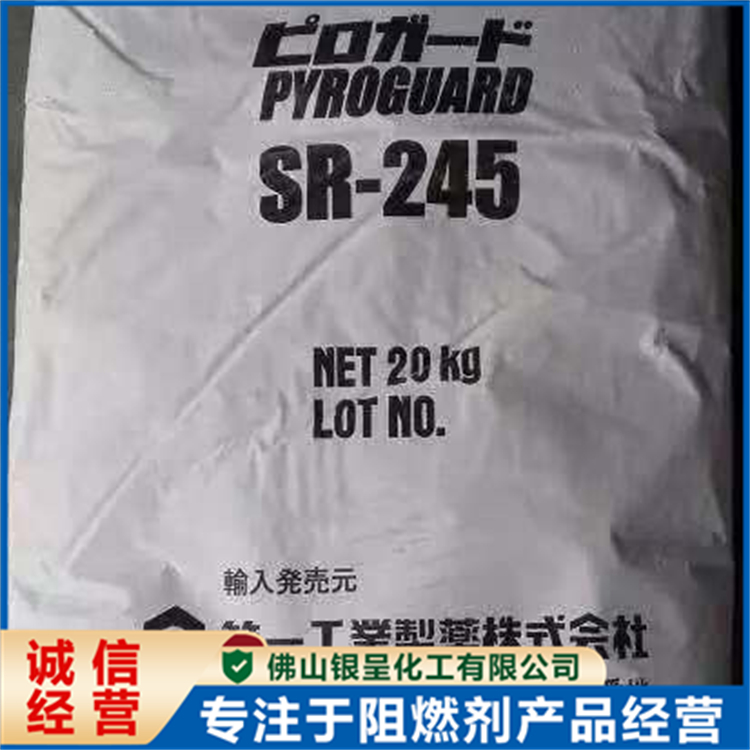 ピロガード
PYROGUARD
SR-245
NET 20 kg
LOT NO.
輸入発売元
第一工業製薬株式会社
诚信
经营
佛山银呈化工有限公司
专注于阻燃剂产品经营